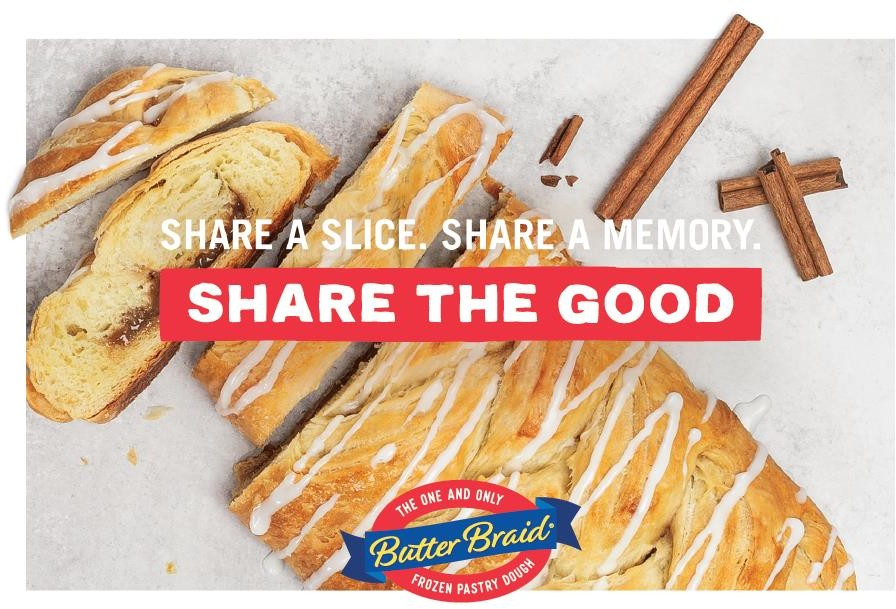 SHARE A SLICE. SHARE A MEMORY.
SHARE THE GOOD
THE ONE AND ONLY
Butter Braid®
FROZEN PASTRY DOUGH